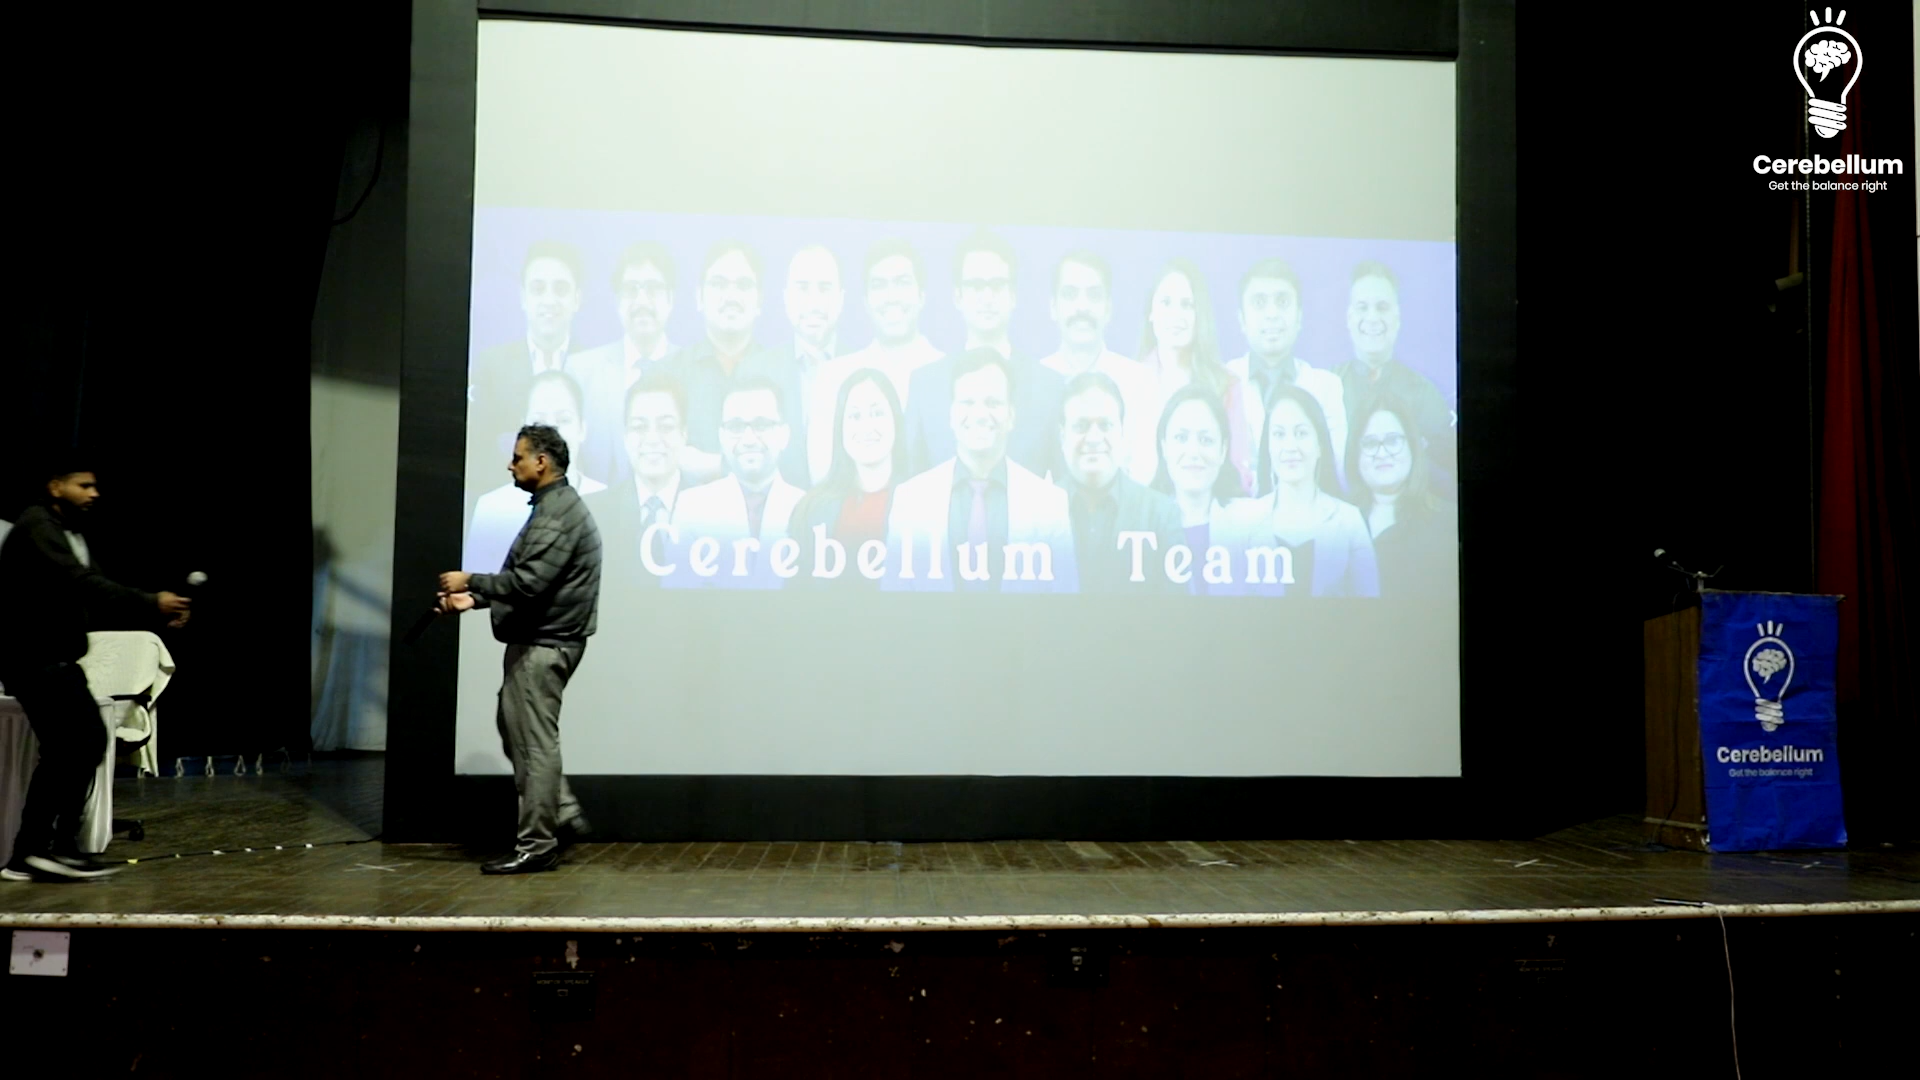 Cerebellum
Get the balance right
Cerebellum Team
Cerebellum
Get the balance right